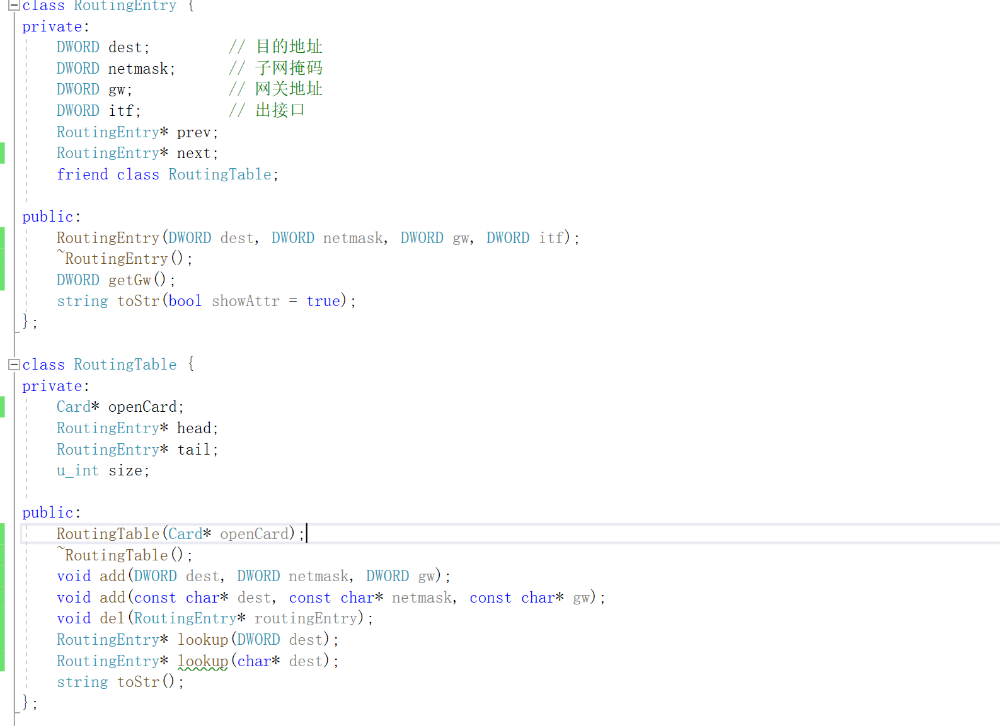 class RoutingEntry {
private:
    DWORD dest;         // 目的地址
    DWORD netmask;      // 子网掩码
    DWORD gw;           // 网关地址
    DWORD itf;          // 出接口
    RoutingEntry* prev;
    RoutingEntry* next;
    friend class RoutingTable;
public:
    RoutingEntry(DWORD dest, DWORD netmask, DWORD gw, DWORD itf);
    ~RoutingEntry();
    DWORD getGw();
    string toStr(bool showAttr = true);
};
class RoutingTable {
private:
    Card* openCard;
    RoutingEntry* head;
    RoutingEntry* tail;
    u_int size;
public:
    RoutingTable(Card* openCard);
    ~RoutingTable();
    void add(DWORD dest, DWORD netmask, DWORD gw);
    void add(const char* dest, const char* netmask, const char* gw);
    void del(RoutingEntry* routingEntry);
    RoutingEntry* lookup(DWORD dest);
    RoutingEntry* lookup(char* dest);
    string toStr();
};